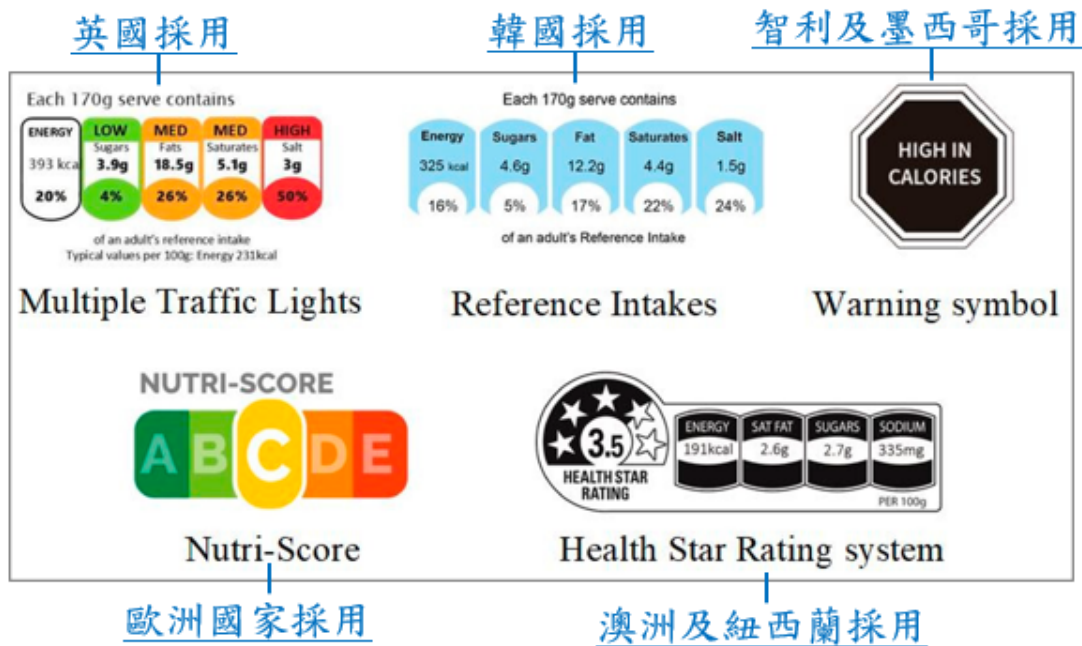 英國採用
韓國採用
智利及墨西哥採用
Each 170g serve contains
ENERGY LOW MED MED HIGH
Sugars Fats Saturates Salt
393 kca 3.9g 18.5g 5.1g 3g
20% 4% 26% 26% 50%
of an adult's reference intake
Typical values per 100g: Energy 231kcal
Multiple Traffic Lights
Each 170g serve contains
Energy Sugars Fat Saturates Salt
325 kcal 4.6g 12.2g 4.4g 1.5g
16% 5% 17% 22% 24%
of an adult's Reference Intake
Reference Intakes
HIGH IN
CALORIES
Warning symbol
NUTRI-SCORE
A B C D E
Nutri-Score
3.5
HEALTH STAR
RATING
ENERGY SAT FAT SUGARS SODIUM
191kcal 2.6g 2.7g 335mg
PER 100g
Health Star Rating system
歐洲國家採用
澳洲及紐西蘭採用